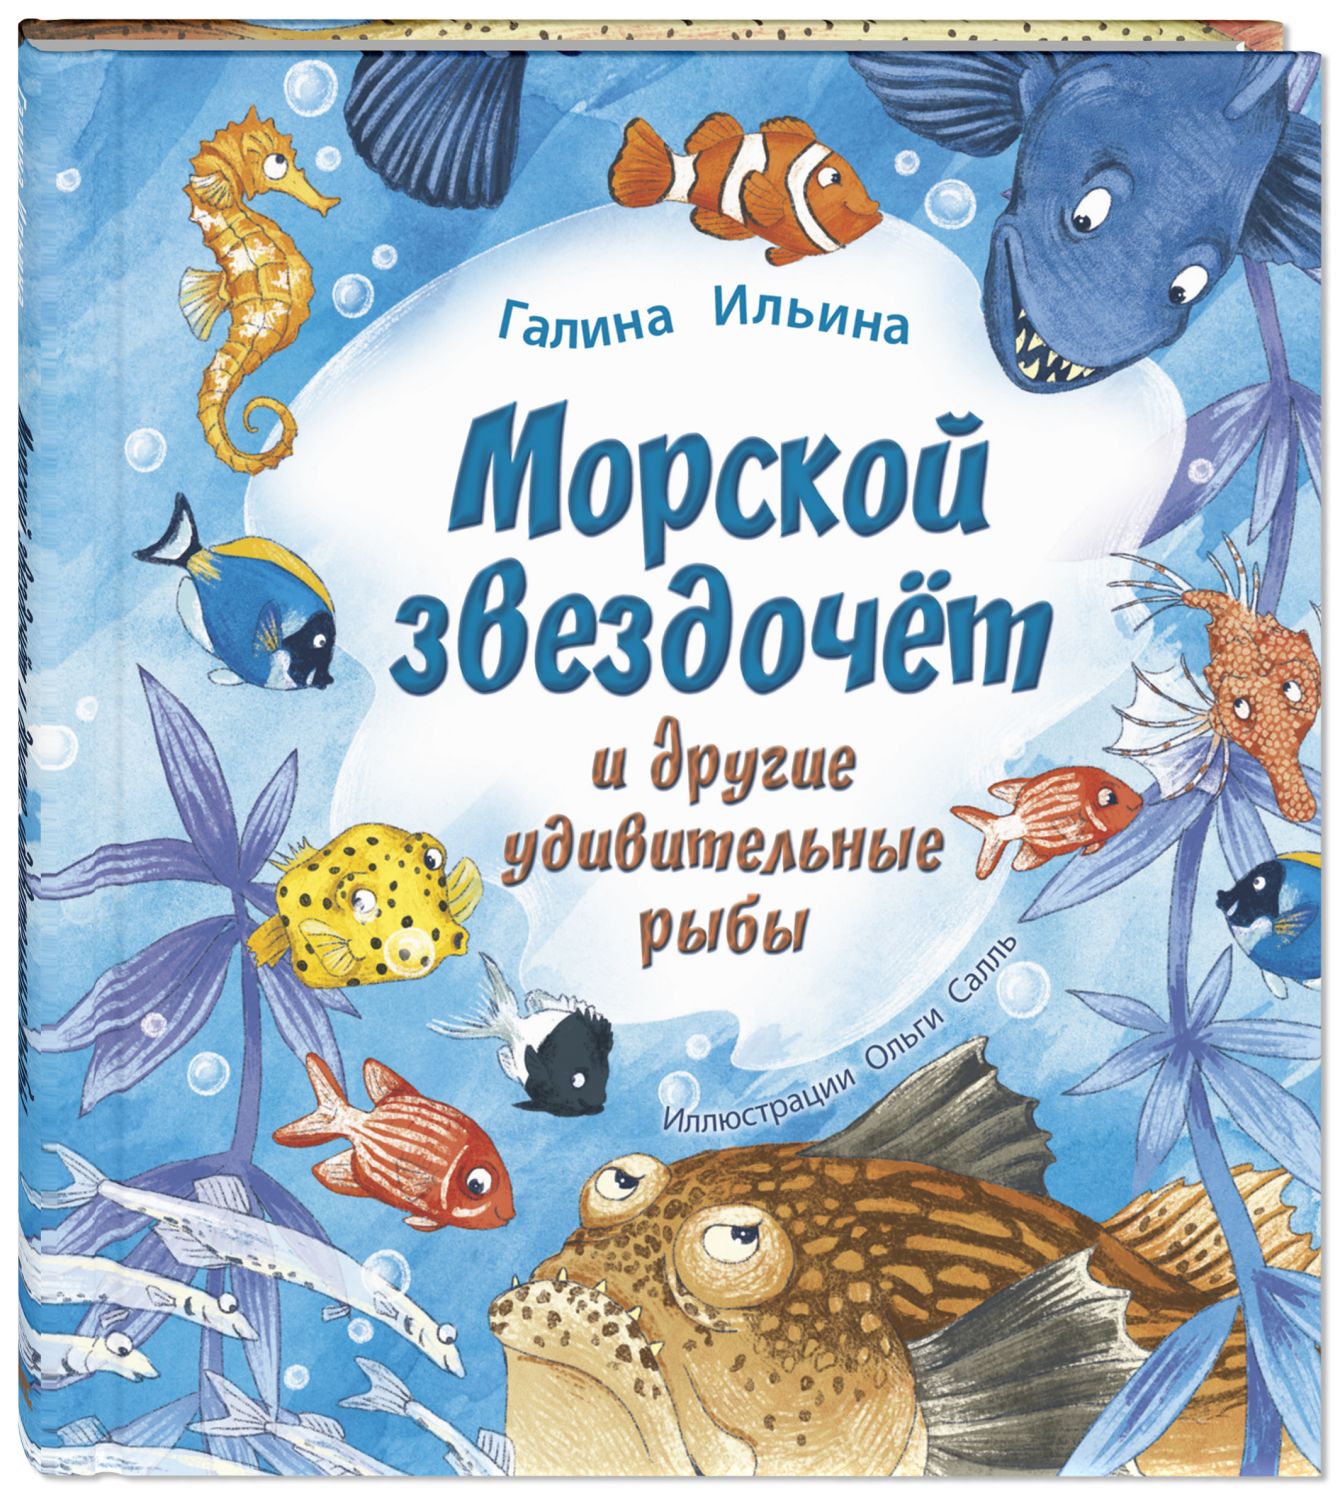 Галина Ильина
Морской
звездочёт
и другие
удивительные
рыбы
Иллюстрации Ольги Салль